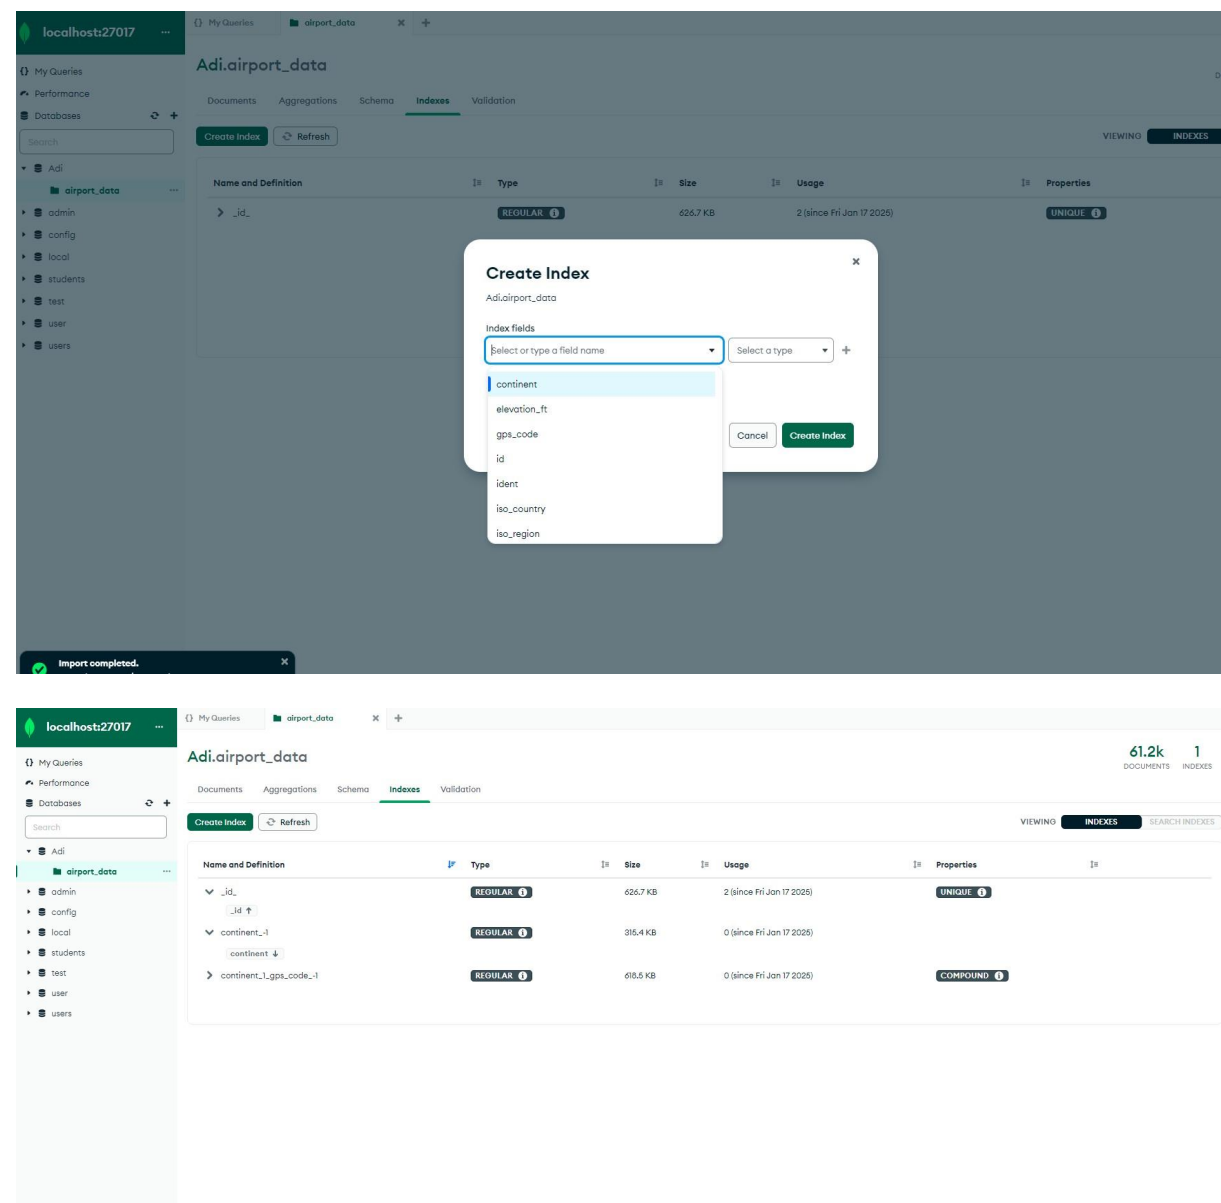 localhost:27017 ...
{} My Queries
airport_data
Adi.airport_data
{} My Queries
Performance
Databases
Search
Adi
airport_data ...
admin
config
local
students
test
user
users
Documents Aggregations Schema Indexes Validation
Create Index Refresh
VIEWING INDEXES
Name and Definition Type Size Usage Properties
_id_ REGULAR 626.7 KB 2 (since Fri Jan 17 2025) UNIQUE
Create Index
Adi.airport_data
Index fields
Select or type a field name Select a type
continent
elevation_ft
gps_code
id
ident
iso_country
iso_region
Cancel Create Index
Import completed.
localhost:27017 ...
{} My Queries
airport_data
Adi.airport_data
61.2k 1
DOCUMENTS INDEXES
{} My Queries
Performance
Databases
Search
Adi
airport_data ...
admin
config
local
students
test
user
users
Documents Aggregations Schema Indexes Validation
Create Index Refresh
VIEWING INDEXES SEARCH INDEXES
Name and Definition Type Size Usage Properties
_id_ REGULAR 626.7 KB 2 (since Fri Jan 17 2025) UNIQUE
_id ↑
continent_-1 REGULAR 315.4 KB 0 (since Fri Jan 17 2025)
continent ↓
continent_1_gps_code_-1 REGULAR 618.5 KB 0 (since Fri Jan 17 2025) COMPOUND